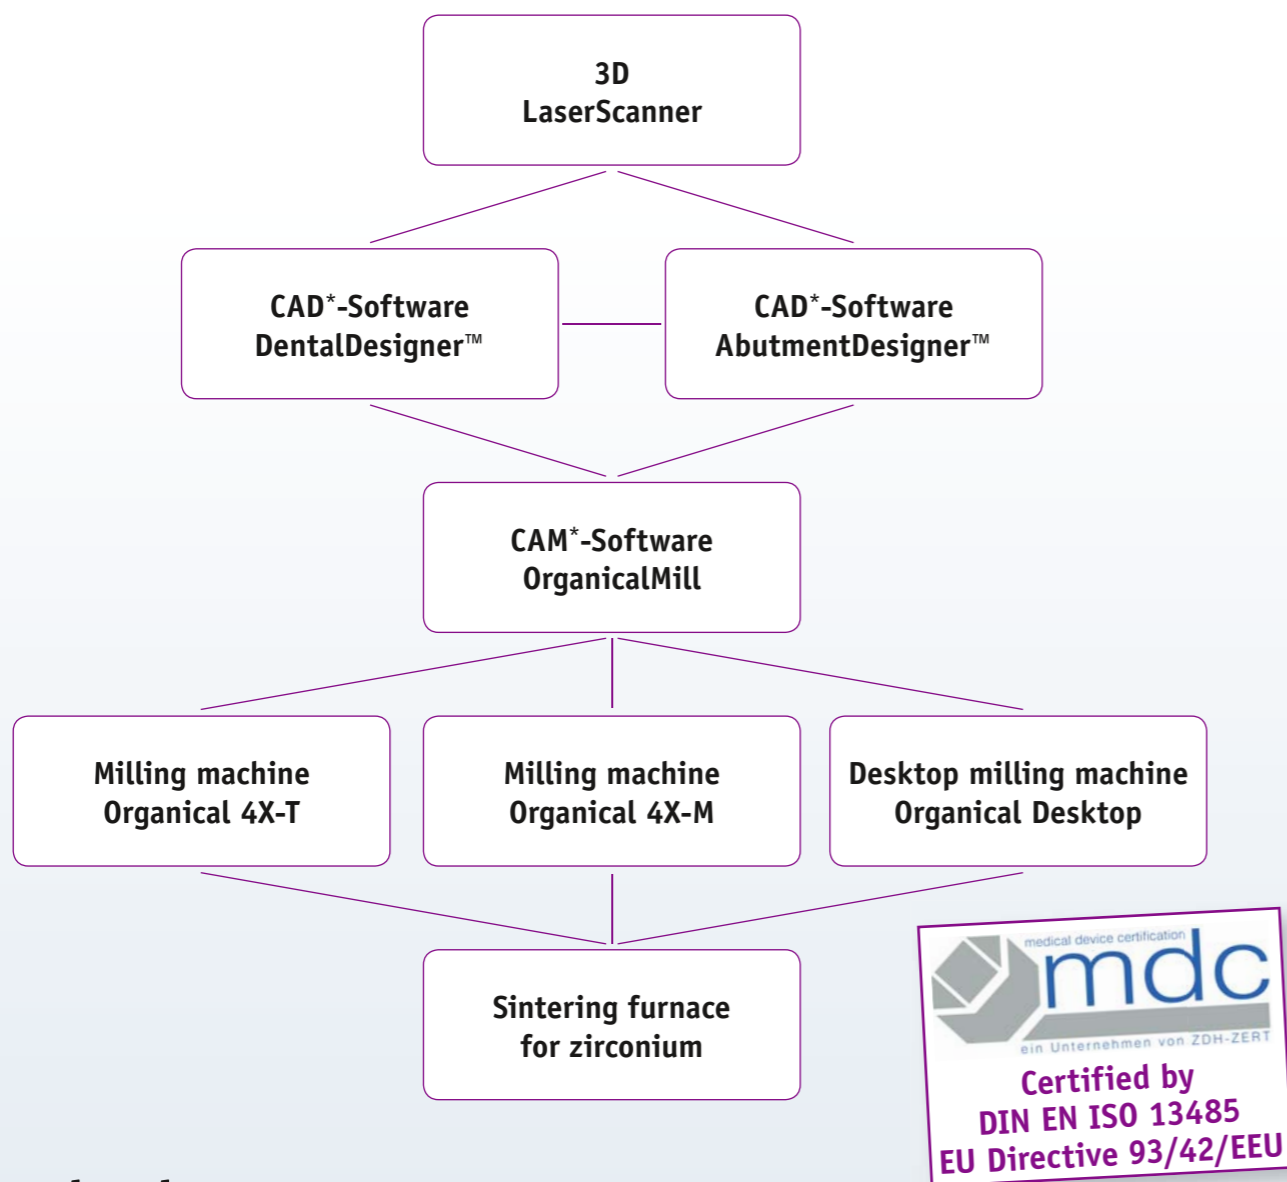 3D
LaserScanner
CAD*-Software
DentalDesigner™
CAD*-Software
AbutmentDesigner™
CAM*-Software
OrganicalMill
Milling machine
Organical 4X-T
Milling machine
Organical 4X-M
Desktop milling machine
Organical Desktop
Sintering furnace
for zirconium
medical device certification
mdc
ein Unternehmen von ZDH-ZERT
Certified by
DIN EN ISO 13485
EU Directive 93/42/EEU